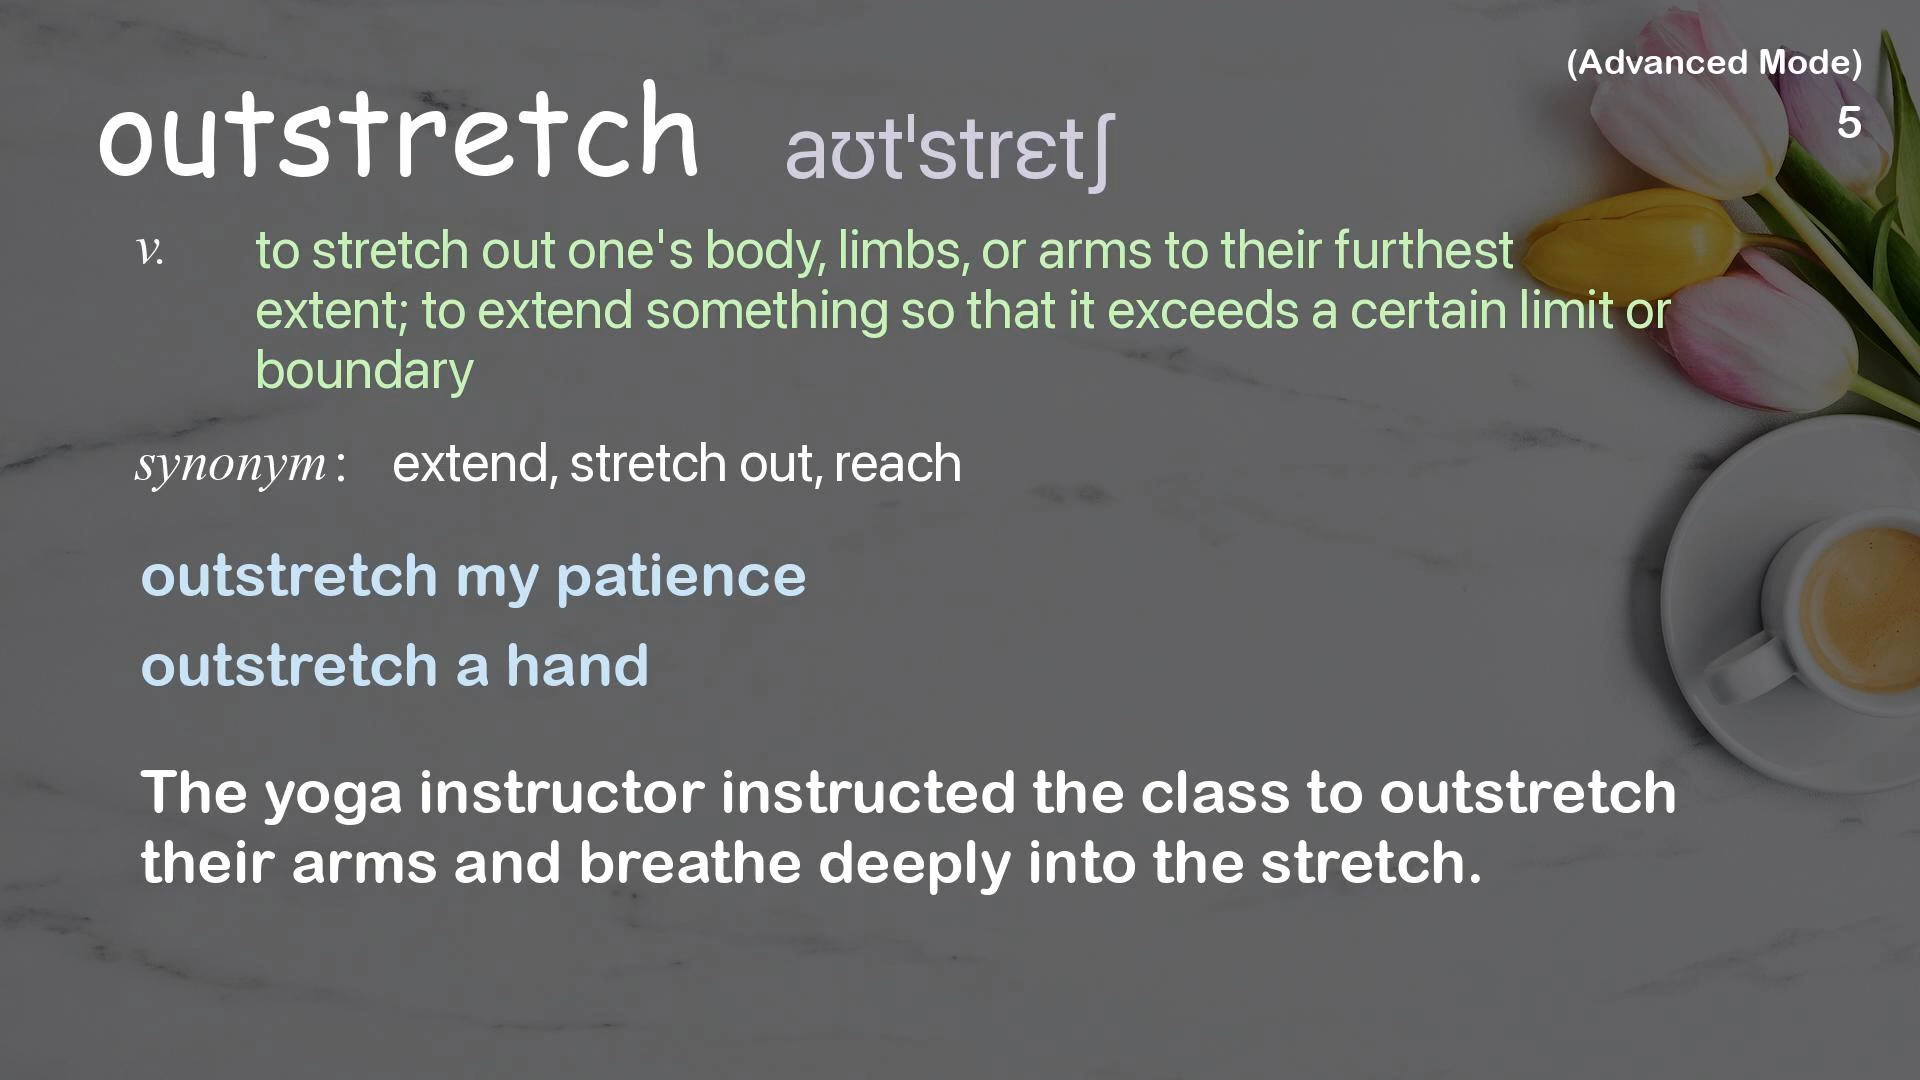 (Advanced Mode)
5
outstretch aʊt'strɛtʃ
v. to stretch out one's body, limbs, or arms to their furthest
extent; to extend something so that it exceeds a certain limit or
boundary
synonym: extend, stretch out, reach
outstretch my patience
outstretch a hand
The yoga instructor instructed the class to outstretch
their arms and breathe deeply into the stretch.